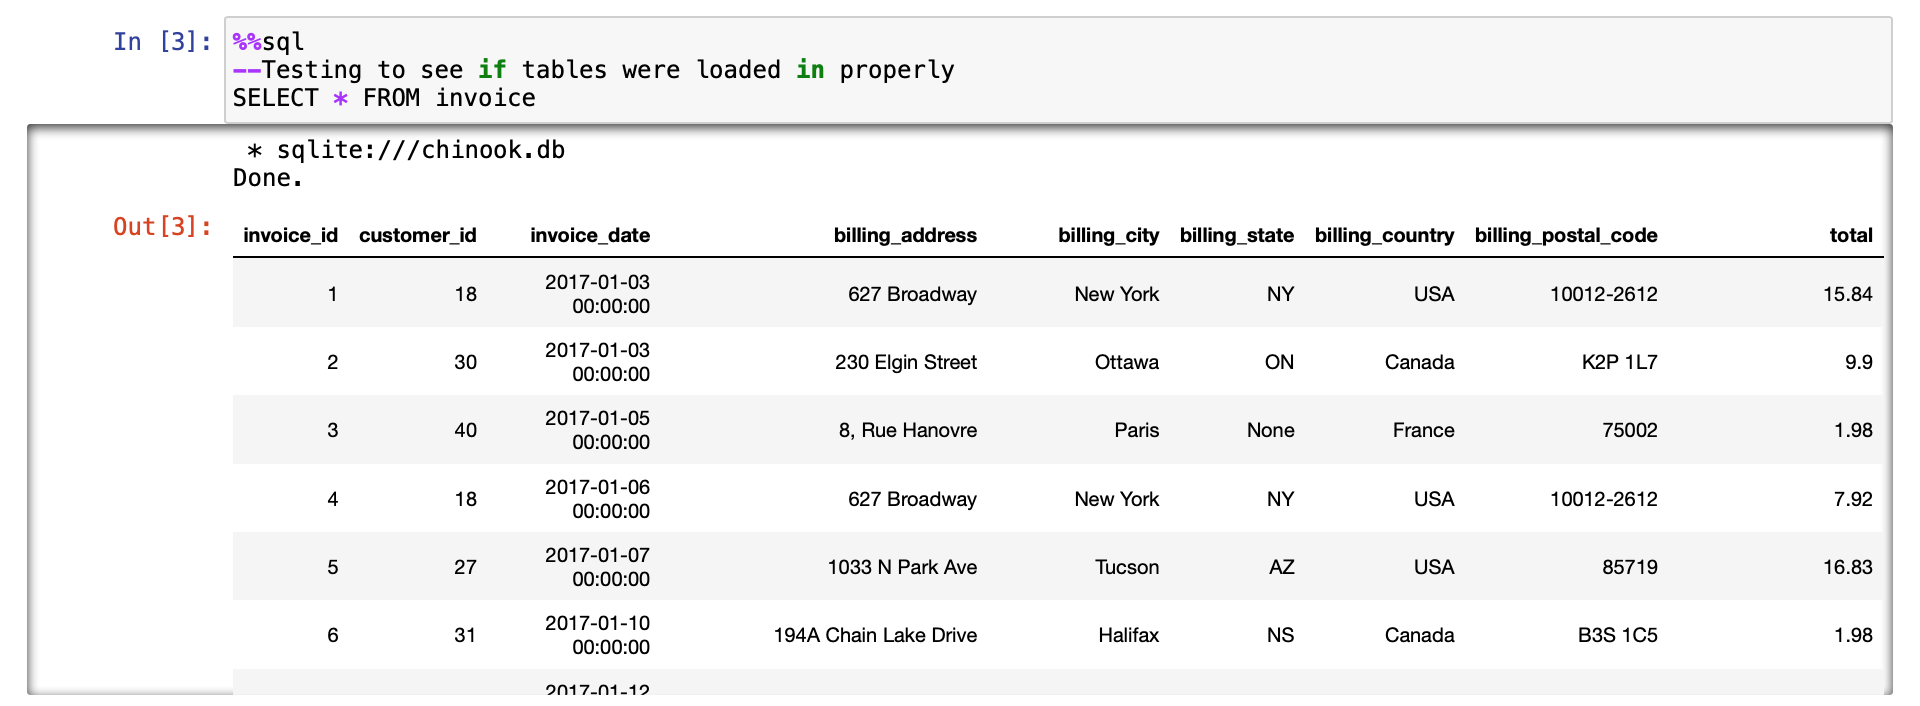 In [3]: %%sql
--Testing to see if tables were loaded in properly
SELECT * FROM invoice
* sqlite:///chinook.db
Done.
Out[3]:
invoice_id customer_id invoice_date billing_address billing_city billing_state billing_country billing_postal_code total
1 18 2017-01-03 00:00:00 627 Broadway New York NY USA 10012-2612 15.84
2 30 2017-01-03 00:00:00 230 Elgin Street Ottawa ON Canada K2P 1L7 9.9
3 40 2017-01-05 00:00:00 8, Rue Hanovre Paris None France 75002 1.98
4 18 2017-01-06 00:00:00 627 Broadway New York NY USA 10012-2612 7.92
5 27 2017-01-07 00:00:00 1033 N Park Ave Tucson AZ USA 85719 16.83
6 31 2017-01-10 00:00:00 194A Chain Lake Drive Halifax NS Canada B3S 1C5 1.98
2017-01-12